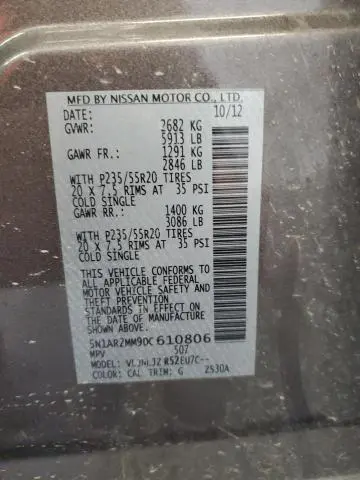 MFD BY NISSAN MOTOR CO., LTD.
DATE: 10/12
GVWR: 2682 KG
5913 LB
GAWR FR.: 1291 KG
2846 LB
WITH P235/55R20 TIRES
20 X 7.5 RIMS AT 35 PSI
COLD SINGLE
GAWR RR.: 1400 KG
3086 LB
WITH P235/55R20 TIRES
20 X 7.5 RIMS AT 35 PSI
COLD SINGLE
THIS VEHICLE CONFORMS TO
ALL APPLICABLE FEDERAL
MOTOR VEHICLE SAFETY AND
THEFT PREVENTION
STANDARDS IN EFFECT ON
THE DATE OF MANUFACTURE
SHOWN ABOVE.
5N1AR2MM9DC610806
MPV 507
MODEL: R52EU7C--
COLOR: CAL TRIM: G 2S30A